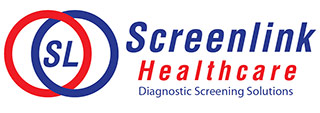 SL
Screenlink
Healthcare
Diagnostic Screening Solutions